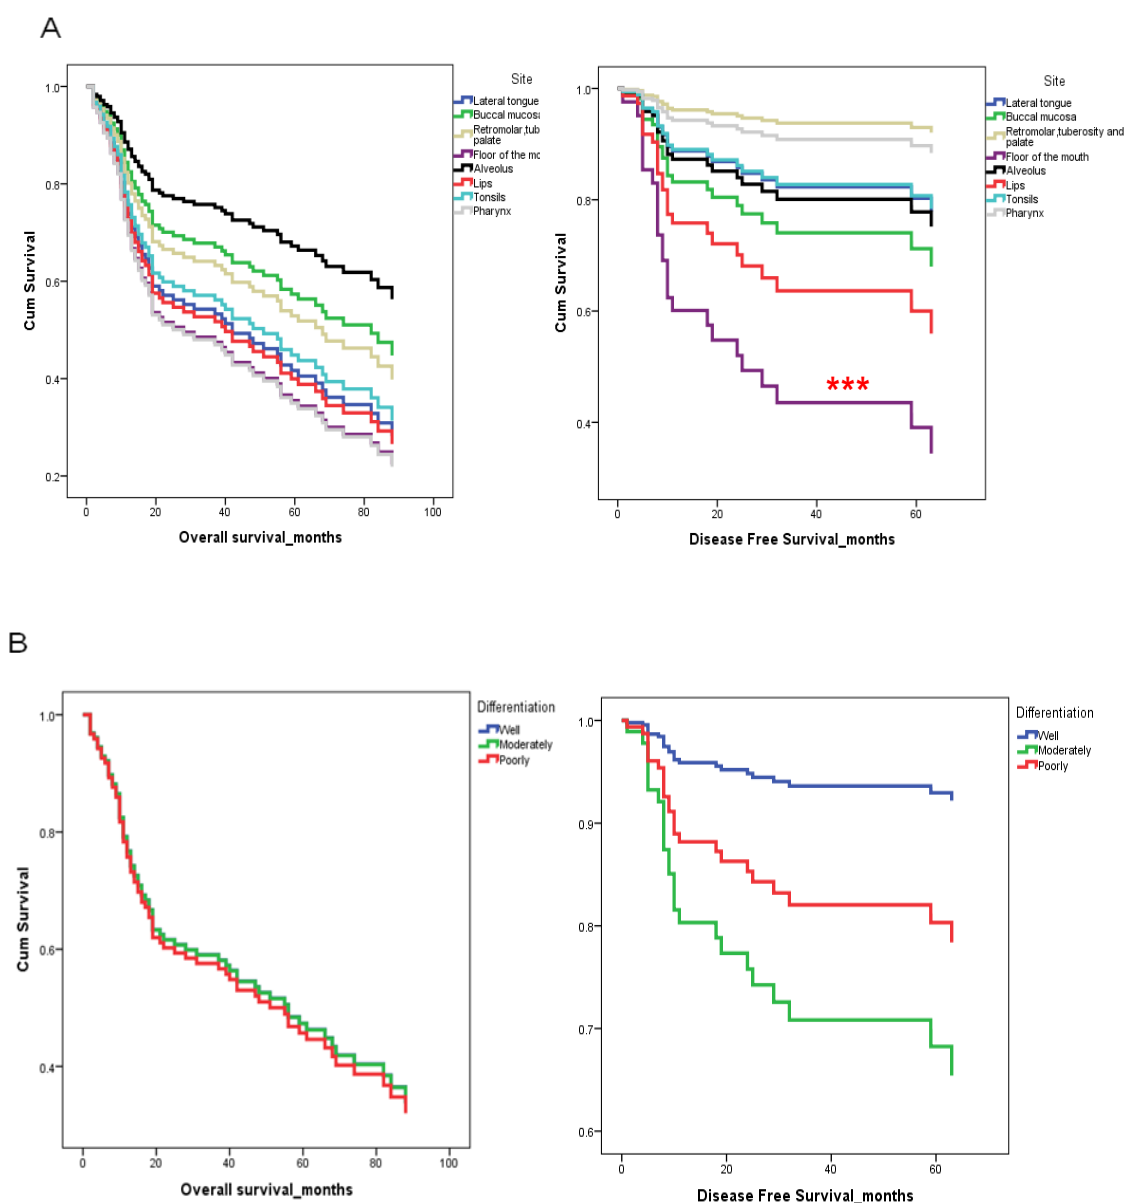 A
Site
Lateral tongue
Buccal mucosa
Retromolar,tub
palate
Floor of the mo
Alveolus
Lips
Tonsils
Pharynx
1.0
0.8
0.6
0.4
0.2
Cum Survival
0 20 40 60 80 100
Overall survival_months
Site
Lateral tongue
Buccal mucosa
Retromolar,tuberosity and
palate
Floor of the mouth
Alveolus
Lips
Tonsils
Pharynx
1.0
0.8
0.6
0.4
Cum Survival
***
0 20 40 60
Disease Free Survival_months
B
Differentiation
Well
Moderately
Poorly
1.0
0.8
0.6
0.4
Cum Survival
0 20 40 60 80 100
Overall survival_months
Differentiation
Well
Moderately
Poorly
1.0
0.9
0.8
0.7
0.6
Cum Survival
0 20 40 60
Disease Free Survival_months